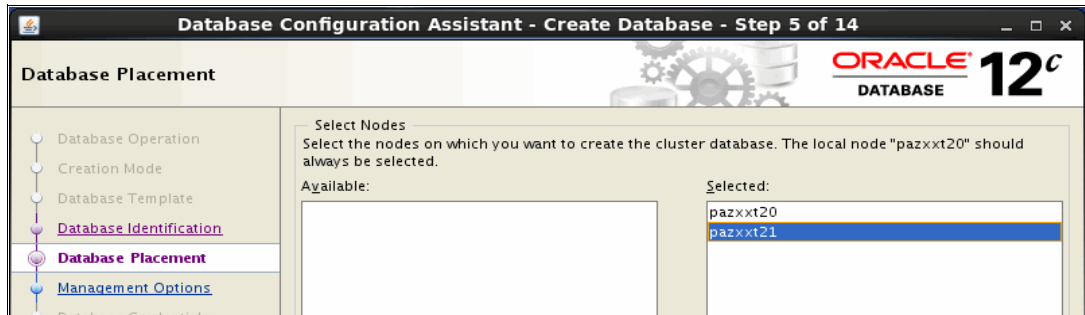 Database Configuration Assistant - Create Database - Step 5 of 14
Database Placement
ORACLE
DATABASE
12c
Database Operation
Creation Mode
Database Template
Database Identification
Database Placement
Management Options
Select Nodes
Select the nodes on which you want to create the cluster database. The local node "pazxxt20" should
always be selected.
Available:
Selected:
pazxxt20
pazxxt21